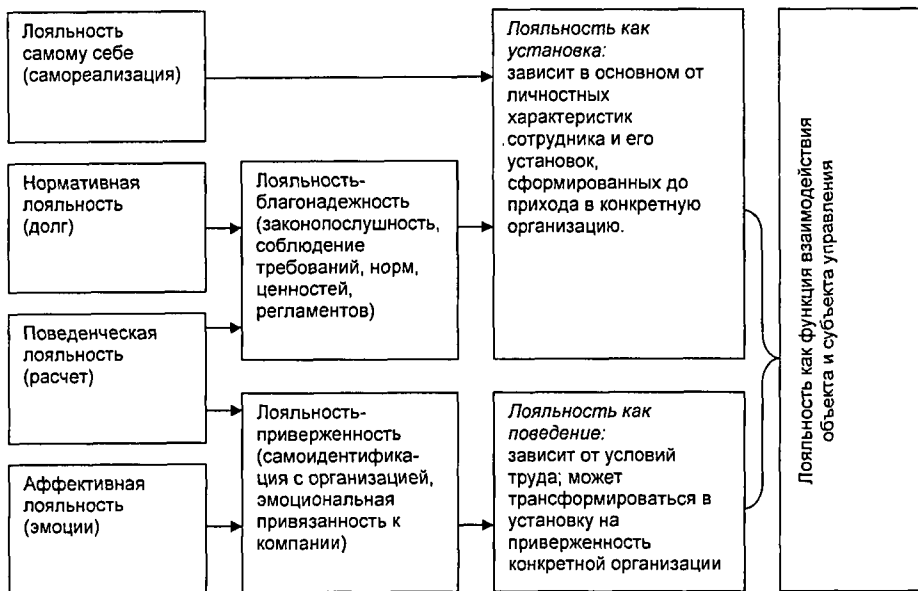 Лояльность
самому себе
(самореализация)
Нормативная
лояльность
(долг)
Поведенческая
лояльность
(расчет)
Аффективная
лояльность
(эмоции)
Лояльность-
благонадежность
(законопослушность,
соблюдение
требований, норм,
ценностей,
регламентов)
Лояльность-
приверженность
(самоидентифика-
ция с организацией,
эмоциональная
привязанность к
компании)
Лояльность как
установка:
зависит в основном от
личностных
характеристик
сотрудника и его
установок,
сформированных до
прихода в конкретную
организацию.
Лояльность как
поведение:
зависит от условий
труда; может
трансформироваться в
установку на
приверженность
конкретной организации
Лояльность как функция взаимодействия
объекта и субъекта управления